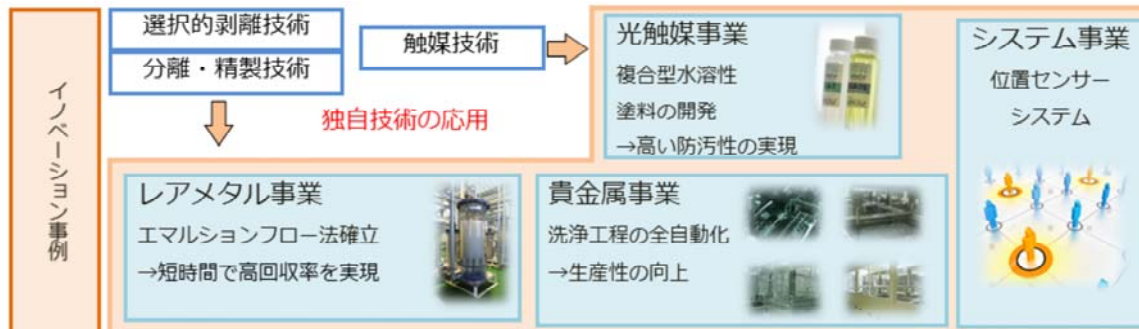 イノベーション事例
選択的剥離技術
分離・精製技術
触媒技術
独自技術の応用
光触媒事業
複合型水溶性
塗料の開発
→高い防汚性の実現
システム事業
位置センサー
システム
レアメタル事業
エマルションフロー法確立
→短時間で高回収率を実現
貴金属事業
洗浄工程の全自動化
→生産性の向上